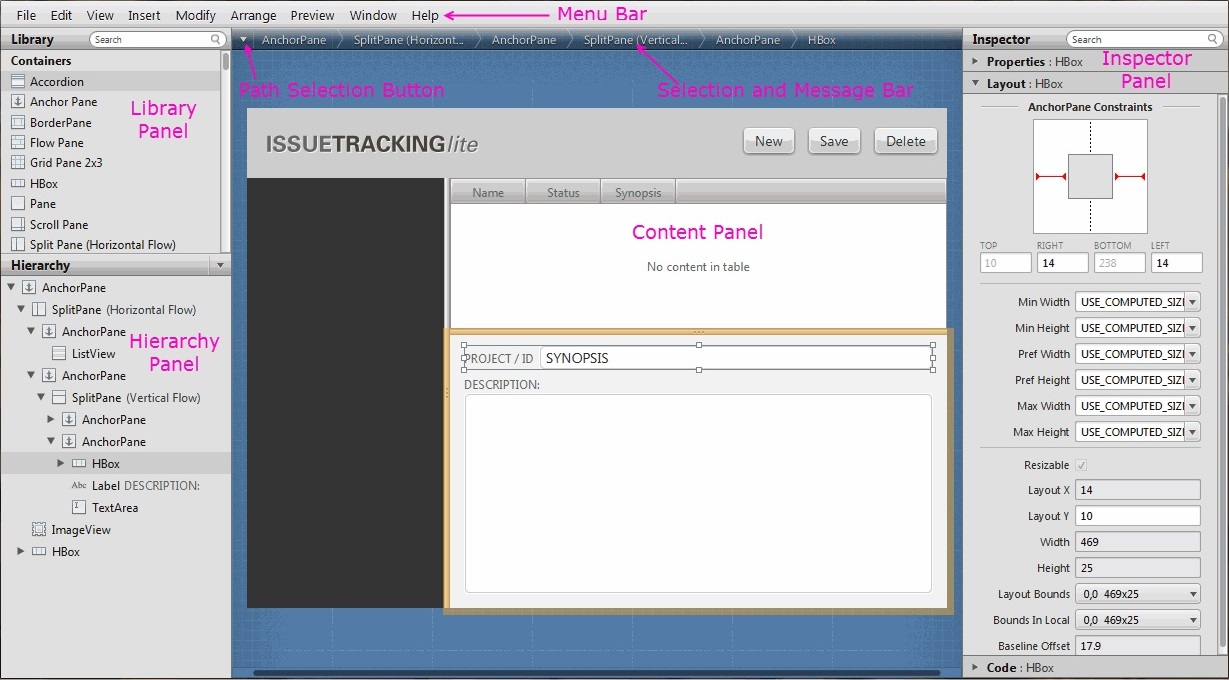 File Edit View Insert Modify Arrange Preview Window Help
Menu Bar
Library
Search
Containers
Accordion
Anchor Pane
BorderPane
Flow Pane
Grid Pane 2x3
HBox
Pane
Scroll Pane
Split Pane (Horizontal Flow)
Library
Panel
Hierarchy
AnchorPane
SplitPane (Horizontal Flow)
AnchorPane
ListView
AnchorPane
SplitPane (Vertical Flow)
AnchorPane
AnchorPane
HBox
Abc Label DESCRIPTION:
TextArea
ImageView
HBox
Hierarchy
Panel
AnchorPane SplitPane (Horizont... AnchorPane SplitPane (Vertical... AnchorPane HBox
Path Selection Button
Selection and Message Bar
ISSUETRACKINGlite
New Save Delete
Name Status Synopsis
Content Panel
No content in table
PROJECT / ID SYNOPSIS
DESCRIPTION:
Inspector
Search
Properties : HBox
Inspector
Panel
Layout : HBox
AnchorPane Constraints
TOP RIGHT BOTTOM LEFT
10 14 238 14
Min Width USE_COMPUTED_SIZI
Min Height USE_COMPUTED_SIZI
Pref Width USE_COMPUTED_SIZI
Pref Height USE_COMPUTED_SIZI
Max Width USE_COMPUTED_SIZI
Max Height USE_COMPUTED_SIZI
Resizable
Layout X 14
Layout Y 10
Width 469
Height 25
Layout Bounds 0,0 469x25
Bounds In Local 0,0 469x25
Baseline Offset 17.9
Code : HBox